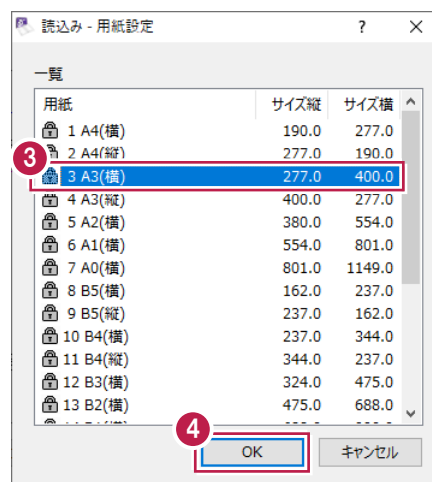 読込み - 用紙設定 ? ×
一覧
用紙 サイズ縦 サイズ横
1 A4(横) 190.0 277.0
3
2 A4(縦) 277.0 190.0
3 A3(横) 277.0 400.0
4 A3(縦) 400.0 277.0
5 A2(横) 380.0 554.0
6 A1(横) 554.0 801.0
7 A0(横) 801.0 1149.0
8 B5(横) 162.0 237.0
9 B5(縦) 237.0 162.0
10 B4(横) 237.0 344.0
11 B4(縦) 344.0 237.0
12 B3(横) 324.0 475.0
13 B2(横) 475.0 688.0
4
OK キャンセル